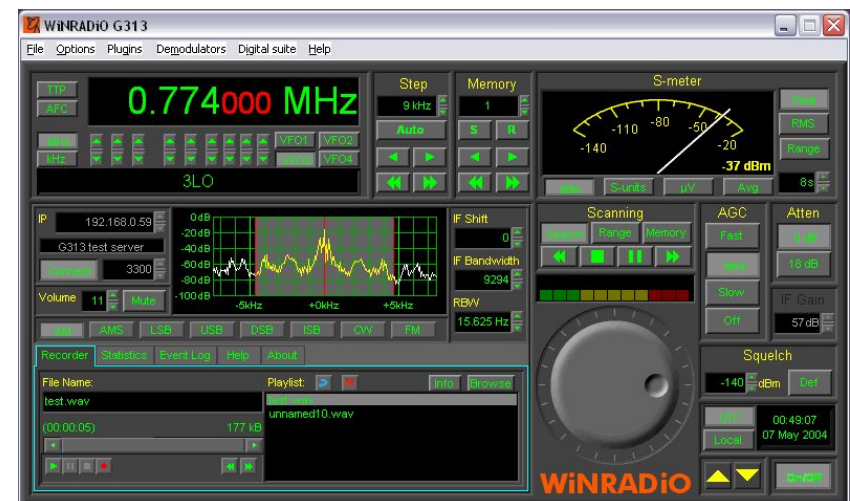 WiNRADiO G313
File Options Plugins Demodulators Digital suite Help
TTP
AFC
0.774000 MHz
MHz
kHz
VFO1 VFO2
VFO3 VFO4
3LO
Step
9 kHz
Auto
Memory
1
S R
S-meter
-140 -110 -80 -50 -20
-37 dBm
dBm S-units µV Avg
Peak
RMS
Range
8s
IP 192.168.0.59
G313 test server
Connect 3300
Volume 11 Mute
0dB
-20dB
-40dB
-60dB
-80dB
-100dB
-5kHz +0kHz +5kHz
IF Shift
0
IF Bandwidth
9294
RBW
15.625 Hz
AM AMS LSB USB DSB ISB CW FM
Recorder Statistics Event Log Help About
File Name:
test.wav
(00:00:05) 177 kB
Playlist: Info Browse
test.wav
unnamed10.wav
Scanning
Search Range Memory
WiNRADiO
AGC
Fast
Med
Slow
Off
Atten
0 dB
18 dB
IF Gain
57dB
Squelch
-140 dBm Def
UTC
Local
00:49:07
07 May 2004